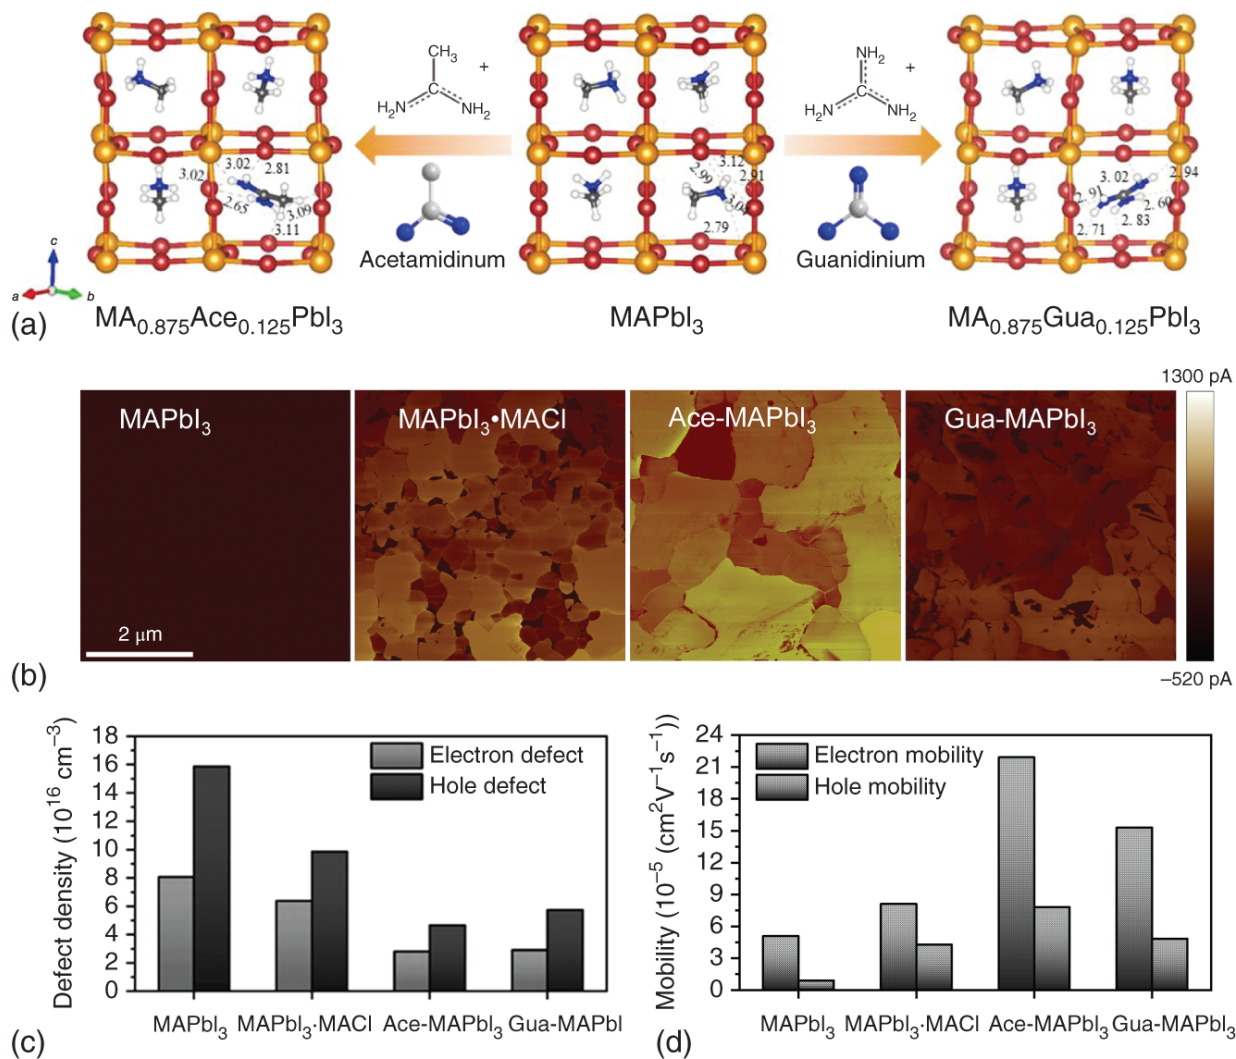 CH3
+
C
H2N
NH2
Acetamidinum
NH2
+
C
H2N
NH2
Guanidinium
3.02
3.02
2.81
2.65
3.09
3.11
3.12
2.99
2.91
3.04
2.79
3.02
2.94
2.91
2.60
2.83
2.71
c
a
b
(a)
MA0.875Ace0.125PbI3
MAPbI3
MA0.875Gua0.125PbI3
1300 pA
MAPbI3
MAPbI3•MACl
Ace-MAPbI3
Gua-MAPbI3
2 μm
(b)
–520 pA
Defect density (10^16 cm–3)
18
16
14
12
10
8
6
4
2
0
Electron defect
Hole defect
MAPbI3
MAPbI3·MACl
Ace-MAPbI3
Gua-MAPbI
(c)
Mobility (10–5 (cm2V–1s–1))
24
21
18
15
12
9
6
3
0
Electron mobility
Hole mobility
MAPbI3
MAPbI3·MACl
Ace-MAPbI3
Gua-MAPbI3
(d)